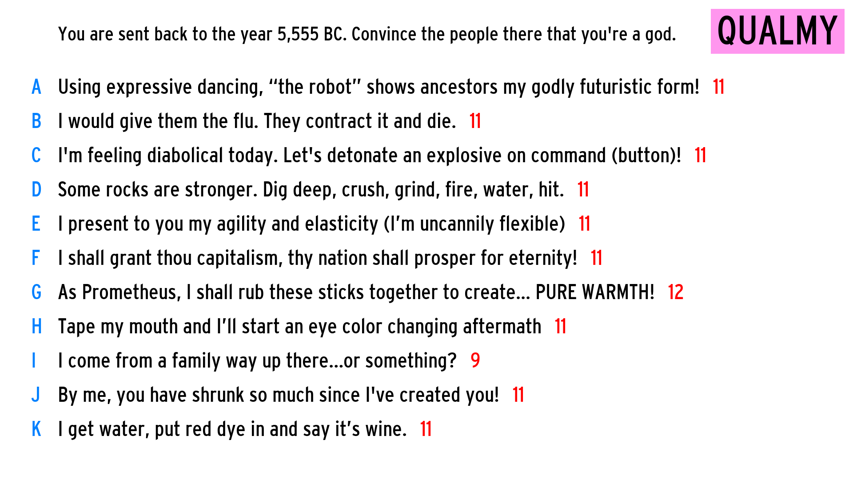 You are sent back to the year 5,555 BC. Convince the people there that you're a god.
QUALMY
A Using expressive dancing, “the robot” shows ancestors my godly futuristic form! 11
B I would give them the flu. They contract it and die. 11
C I'm feeling diabolical today. Let's detonate an explosive on command (button)! 11
D Some rocks are stronger. Dig deep, crush, grind, fire, water, hit. 11
E I present to you my agility and elasticity (I’m uncannily flexible) 11
F I shall grant thou capitalism, thy nation shall prosper for eternity! 11
G As Prometheus, I shall rub these sticks together to create... PURE WARMTH! 12
H Tape my mouth and I’ll start an eye color changing aftermath 11
I I come from a family way up there...or something? 9
J By me, you have shrunk so much since I've created you! 11
K I get water, put red dye in and say it’s wine. 11